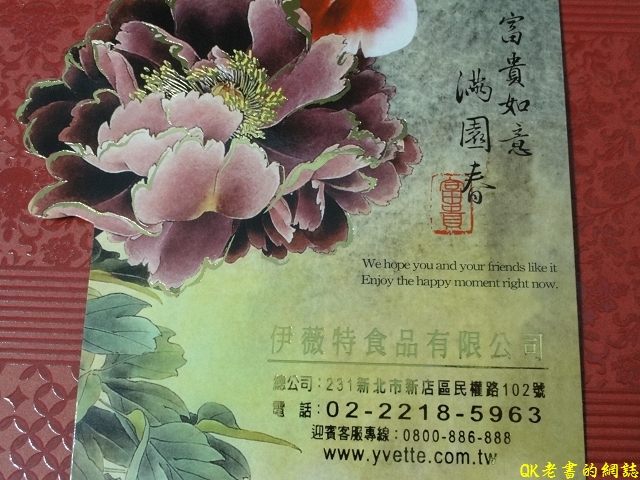 富貴如意
滿園春
富貴
We hope you and your friends like it
Enjoy the happy moment right now.
伊薇特食品有限公司
總公司：231新北市新店區民權路102號
電 話：02-2218-5963
迎賓客服專線：0800-886-888
www.yvette.com.tw
QK老書的網誌